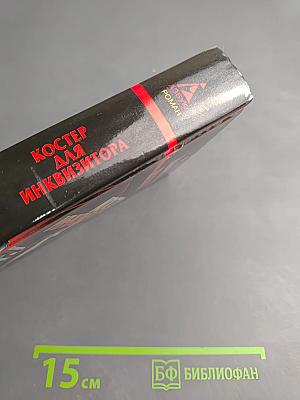 РОМАН
КОСТЕР
ДЛЯ
ИНКВИЗИТОРА
15 см
БФ БИБЛИОФАН